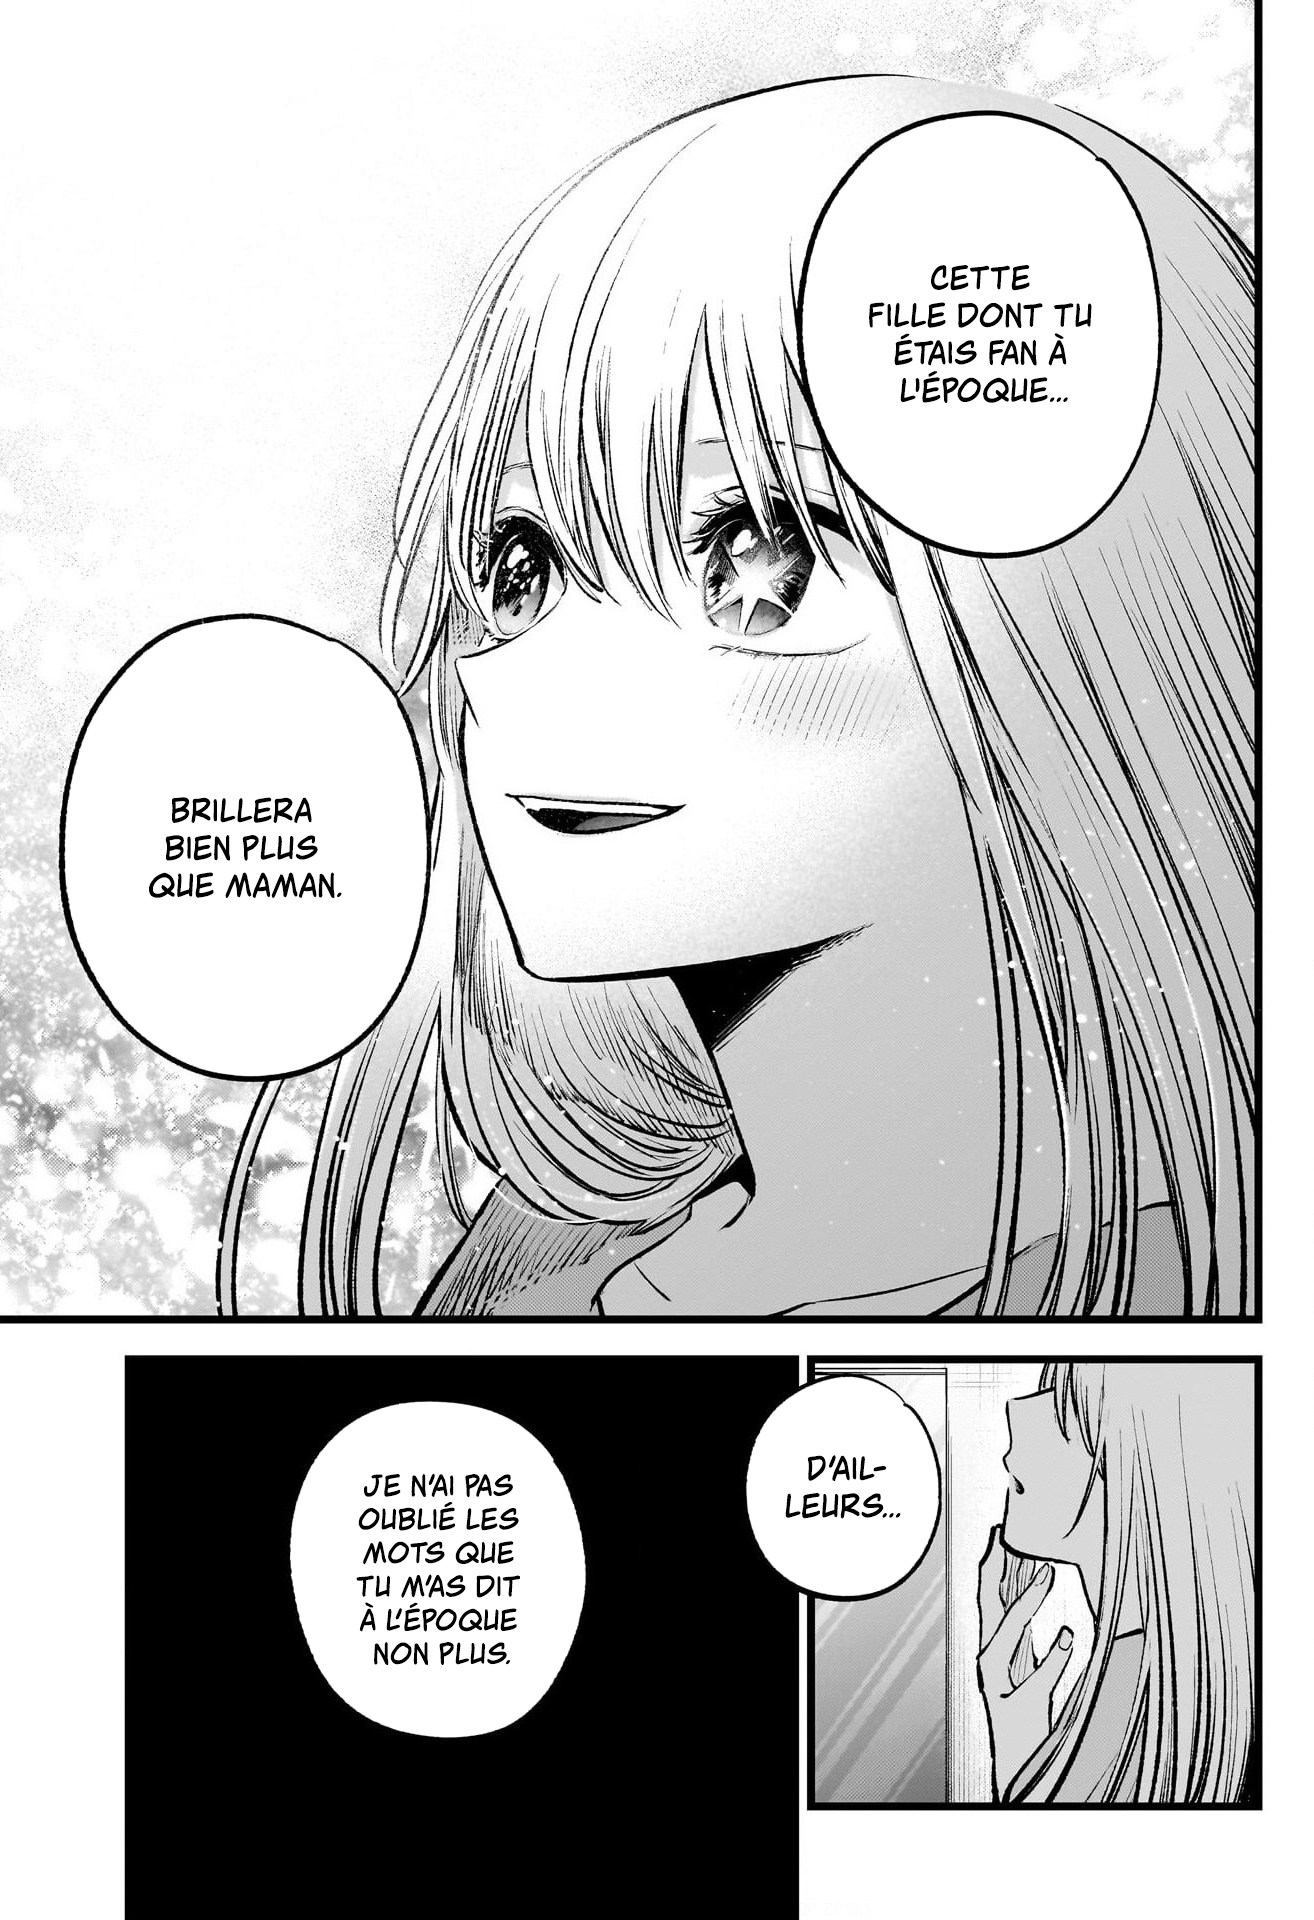 CETTE
FILLE DONT TU
ÉTAIS FAN À
L'ÉPOQUE...
BRILLERA
BIEN PLUS
QUE MAMAN.
D'AIL-
LEURS...
JE N'AI PAS
OUBLIÉ LES
MOTS QUE
TU M'AS DIT
À L'ÉPOQUE
NON PLUS.